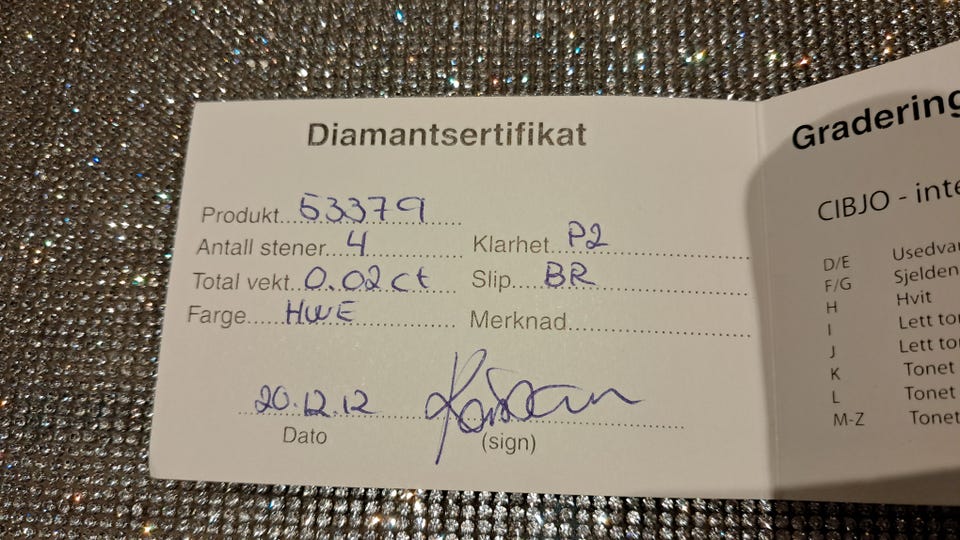 Diamantsertifikat
Produkt...53379
Antall stener...4
Klarhet...P2
Total vekt...0.02 ct
Slip...BR
Farge...HWE
Merknad...
20.12.12
Dato
(sign)
Gradering
CIBJO - inte
D/E Usedva
F/G Sjelden
H Hvit
I Lett to
J Lett to
K Tonet
L Tonet
M-Z Tonet